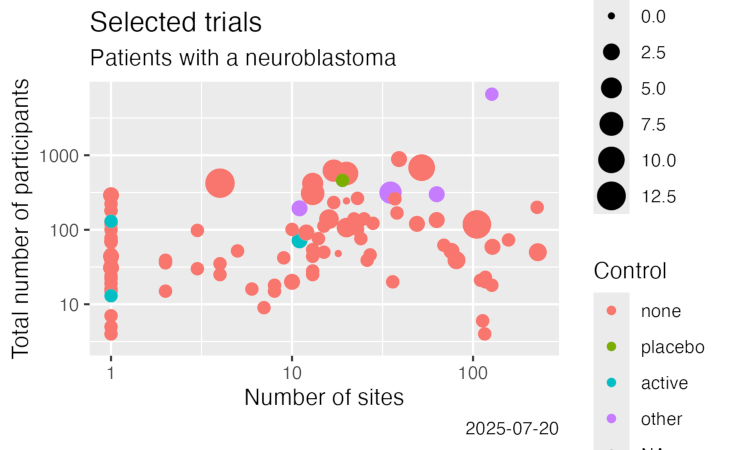 Selected trials
Patients with a neuroblastoma
Total number of participants
1000
100
10
1
10
100
Number of sites
2025-07-20
0.0
2.5
5.0
7.5
10.0
12.5
Control
none
placebo
active
other